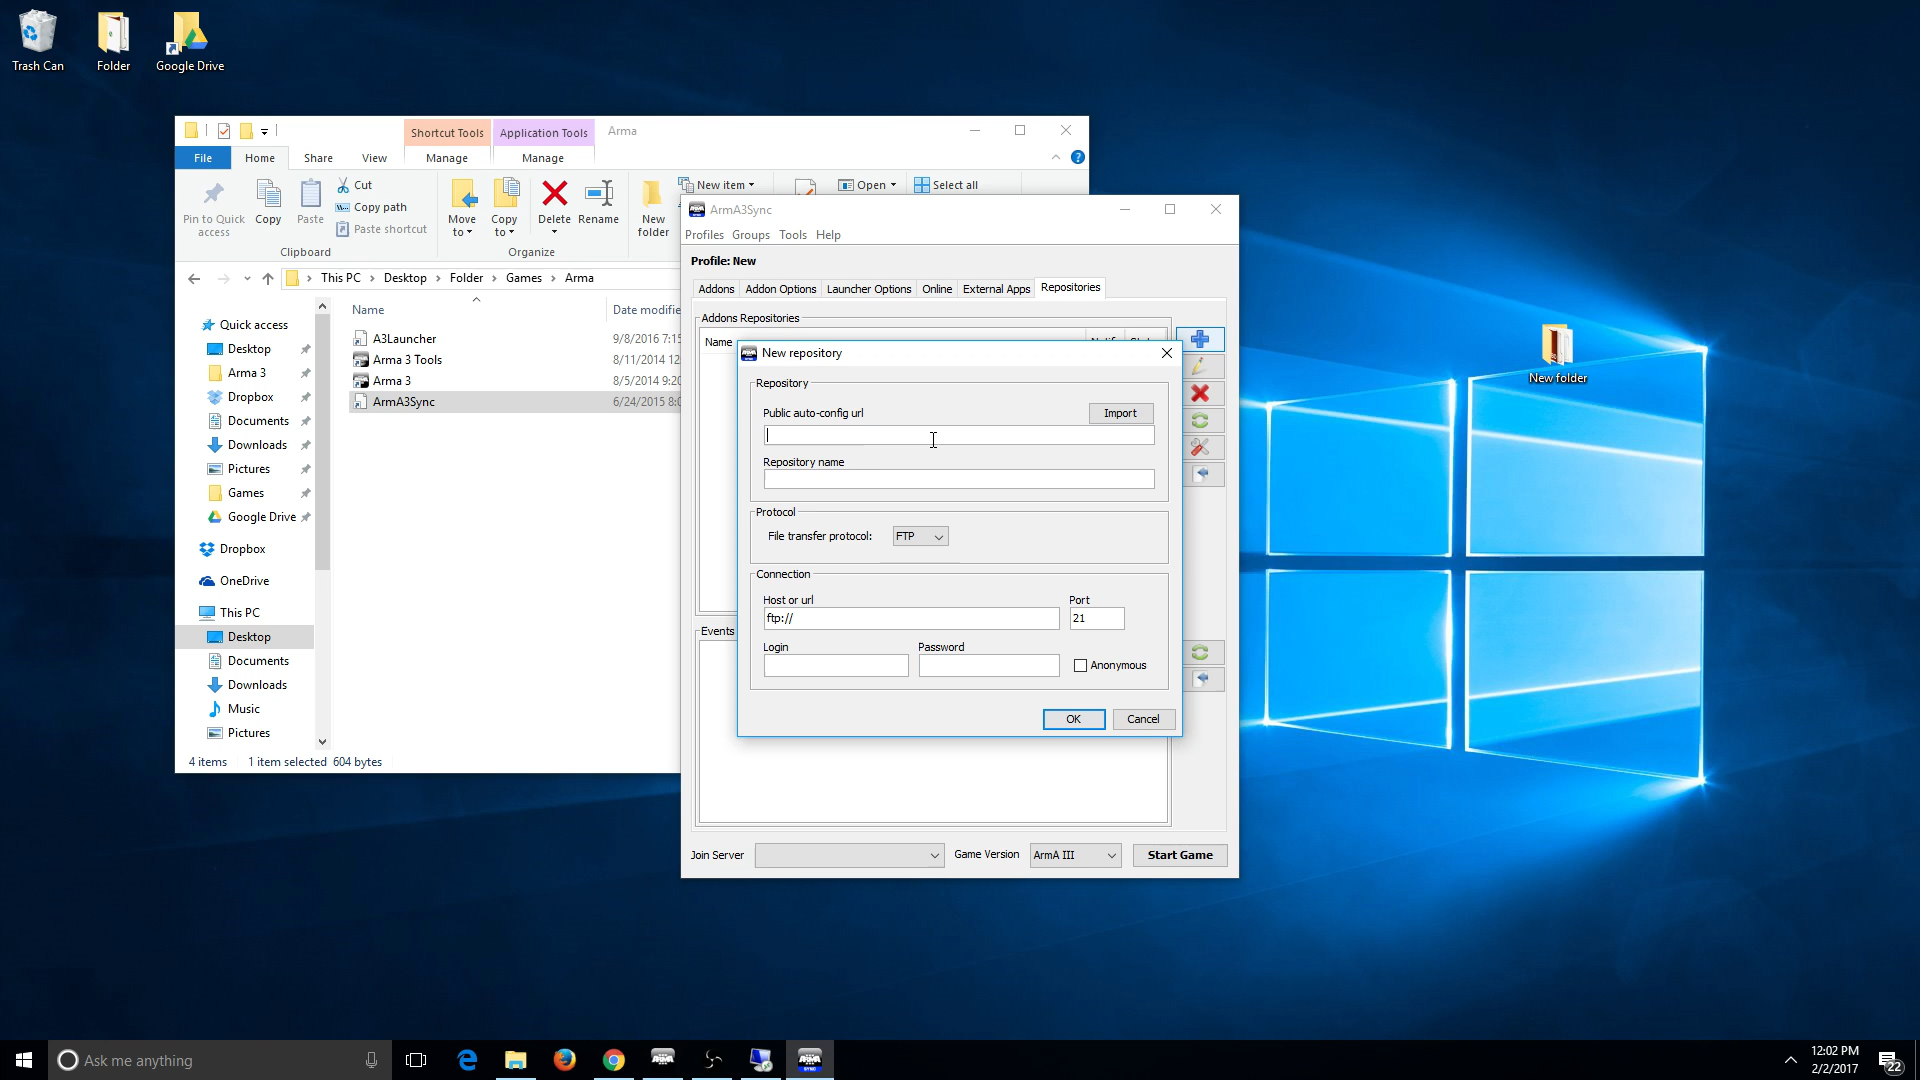 Trash Can
Folder
Google Drive
Shortcut Tools
Application Tools
Arma
File
Home
Share
View
Manage
Manage
Pin to Quick access
Copy
Paste
Cut
Copy path
Paste shortcut
Clipboard
Move to
Copy to
Delete
Rename
Organize
New folder
New item
Open
Select all
This PC
Desktop
Folder
Games
Arma
Name
Date modifie
Quick access
Desktop
Arma 3
Dropbox
Documents
Downloads
Pictures
Games
Google Drive
Dropbox
OneDrive
This PC
Desktop
Documents
Downloads
Music
Pictures
A3Launcher
9/8/2016 7:15
Arma 3 Tools
8/11/2014 12
Arma 3
8/5/2014 9:20
ArmA3Sync
6/24/2015 8:0
4 items
1 item selected 604 bytes
ArmA3Sync
Profiles
Groups
Tools
Help
Profile: New
Addons
Addon Options
Launcher Options
Online
External Apps
Repositories
Addons Repositories
Name
New repository
Repository
Public auto-config url
Import
Repository name
Protocol
File transfer protocol:
FTP
Connection
Host or url
Port
ftp://
21
Login
Password
Anonymous
OK
Cancel
Events
Join Server
Game Version
ArmA III
Start Game
New folder
Ask me anything
12:02 PM
2/2/2017
22